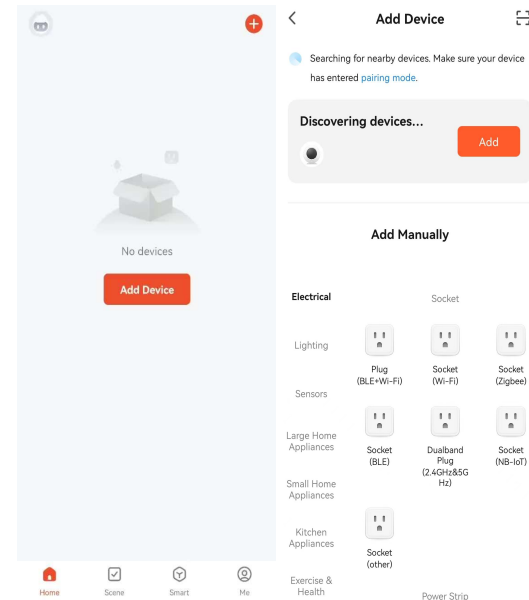 No devices
Add Device
Home
Scene
Smart
Me
Add Device
Searching for nearby devices. Make sure your device
has entered pairing mode.
Discovering devices...
Add
Add Manually
Electrical
Socket
Lighting
Plug
(BLE+Wi-Fi)
Socket
(Wi-Fi)
Socket
(Zigbee)
Sensors
Large Home
Appliances
Socket
(BLE)
Dualband
Plug
(2.4GHz&5G
Hz)
Socket
(NB-IoT)
Small Home
Appliances
Kitchen
Appliances
Socket
(other)
Exercise &
Health
Power Strip